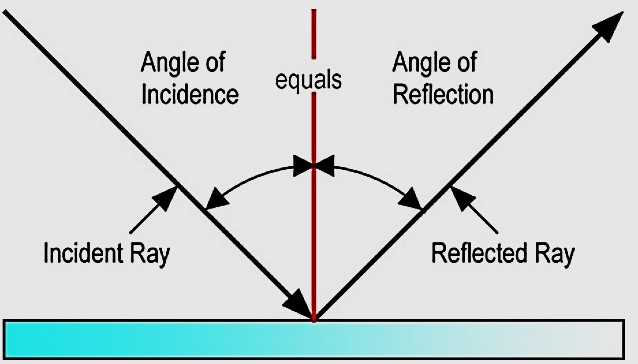 Angle of
Incidence
equals
Angle of
Reflection
Incident Ray
Reflected Ray